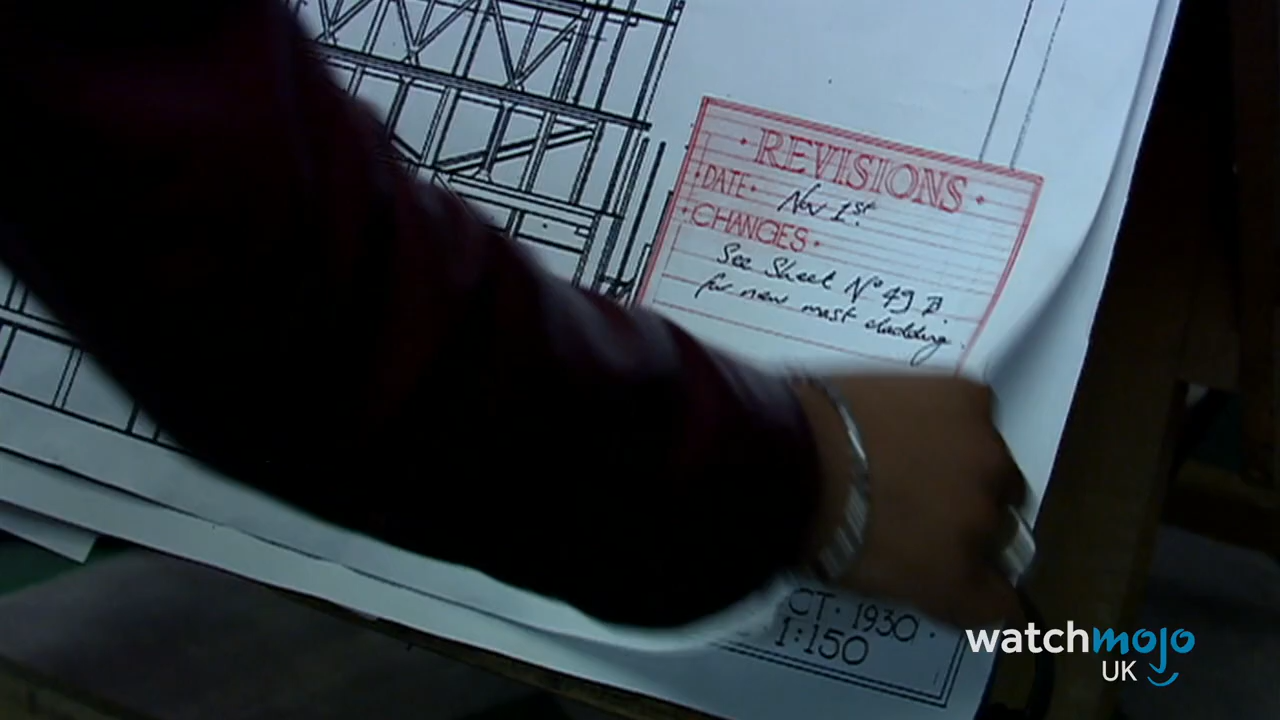 · REVISIONS ·
· DATE · Nov 1st.
· CHANGES ·
See Sheet No 49 B.
for new mast cladding.
CT · 1930 ·
1:150
watchmojo
UK